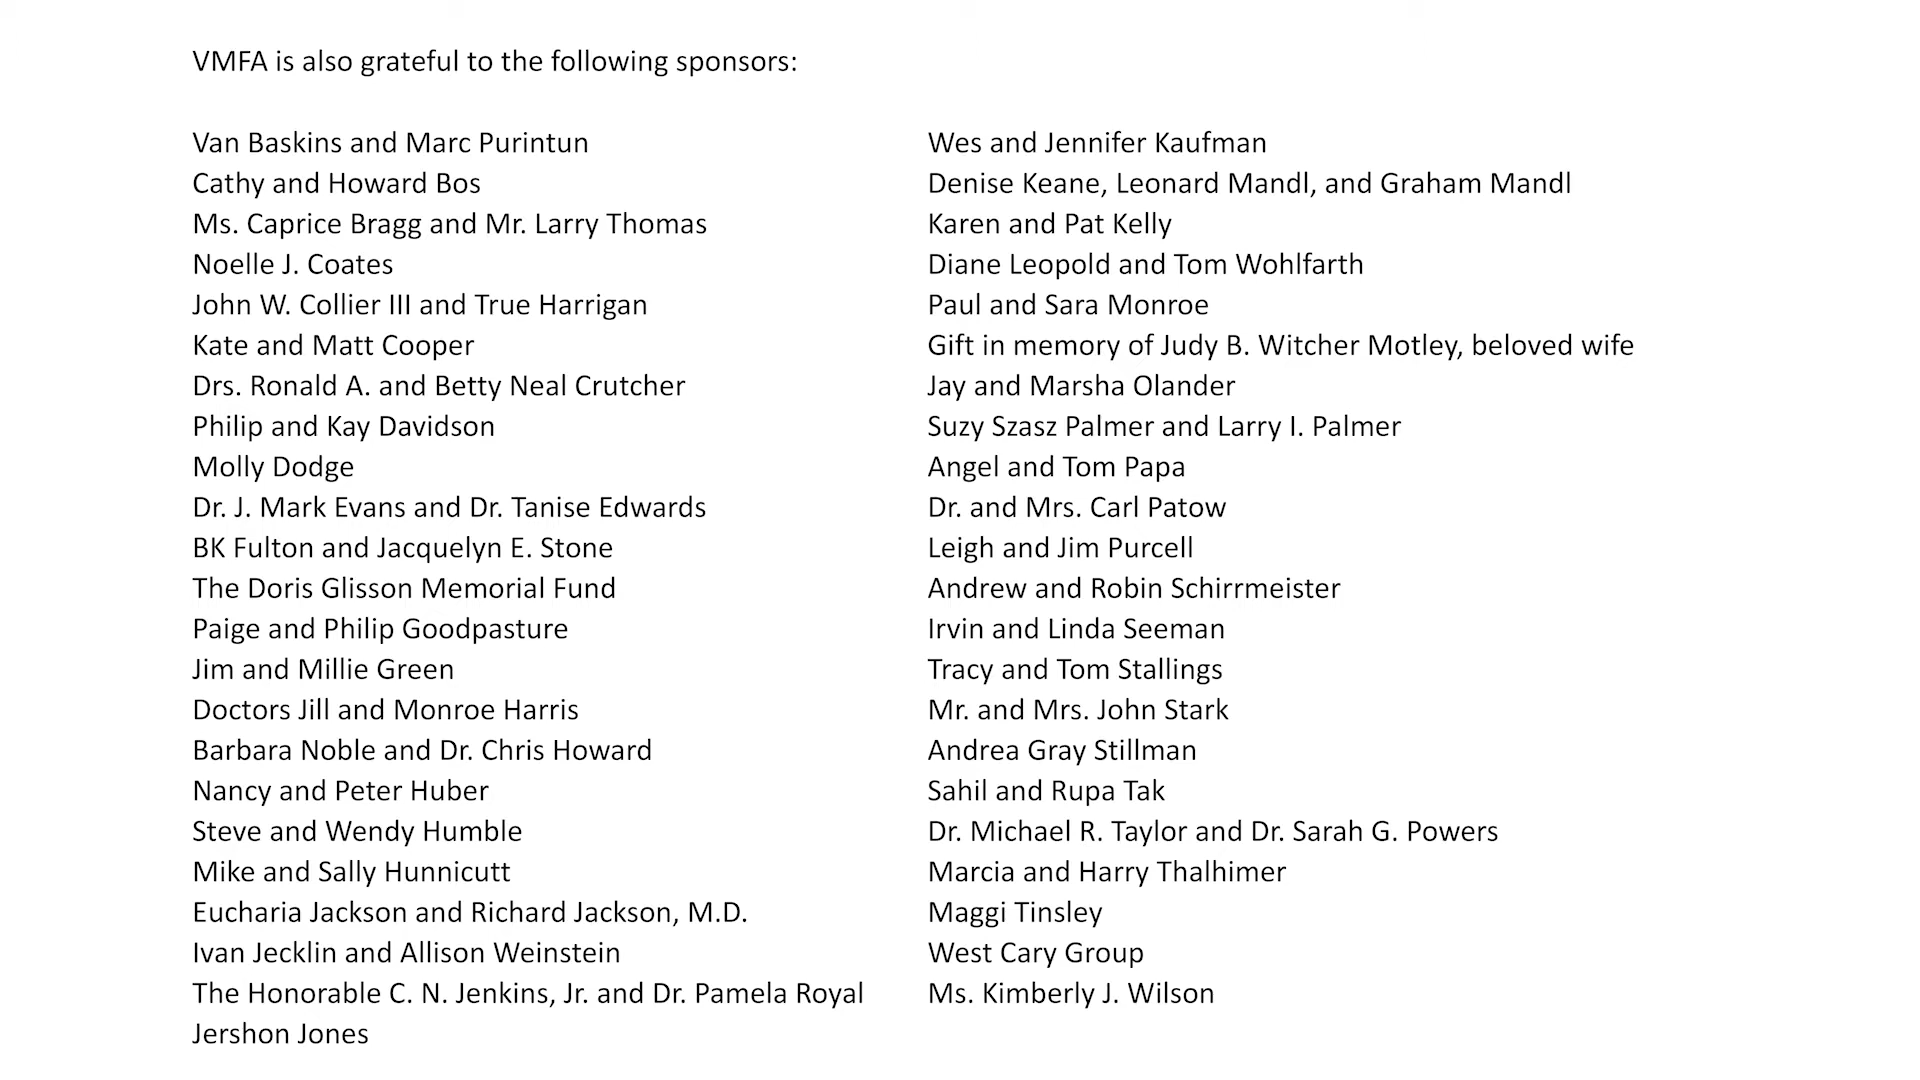 VMFA is also grateful to the following sponsors:
Van Baskins and Marc Purintun
Cathy and Howard Bos
Ms. Caprice Bragg and Mr. Larry Thomas
Noelle J. Coates
John W. Collier III and True Harrigan
Kate and Matt Cooper
Drs. Ronald A. and Betty Neal Crutcher
Philip and Kay Davidson
Molly Dodge
Dr. J. Mark Evans and Dr. Tanise Edwards
BK Fulton and Jacquelyn E. Stone
The Doris Glisson Memorial Fund
Paige and Philip Goodpasture
Jim and Millie Green
Doctors Jill and Monroe Harris
Barbara Noble and Dr. Chris Howard
Nancy and Peter Huber
Steve and Wendy Humble
Mike and Sally Hunnicutt
Eucharia Jackson and Richard Jackson, M.D.
Ivan Jecklin and Allison Weinstein
The Honorable C. N. Jenkins, Jr. and Dr. Pamela Royal
Jershon Jones
Wes and Jennifer Kaufman
Denise Keane, Leonard Mandl, and Graham Mandl
Karen and Pat Kelly
Diane Leopold and Tom Wohlfarth
Paul and Sara Monroe
Gift in memory of Judy B. Witcher Motley, beloved wife
Jay and Marsha Olander
Suzy Szasz Palmer and Larry I. Palmer
Angel and Tom Papa
Dr. and Mrs. Carl Patow
Leigh and Jim Purcell
Andrew and Robin Schirrmeister
Irvin and Linda Seeman
Tracy and Tom Stallings
Mr. and Mrs. John Stark
Andrea Gray Stillman
Sahil and Rupa Tak
Dr. Michael R. Taylor and Dr. Sarah G. Powers
Marcia and Harry Thalhimer
Maggi Tinsley
West Cary Group
Ms. Kimberly J. Wilson